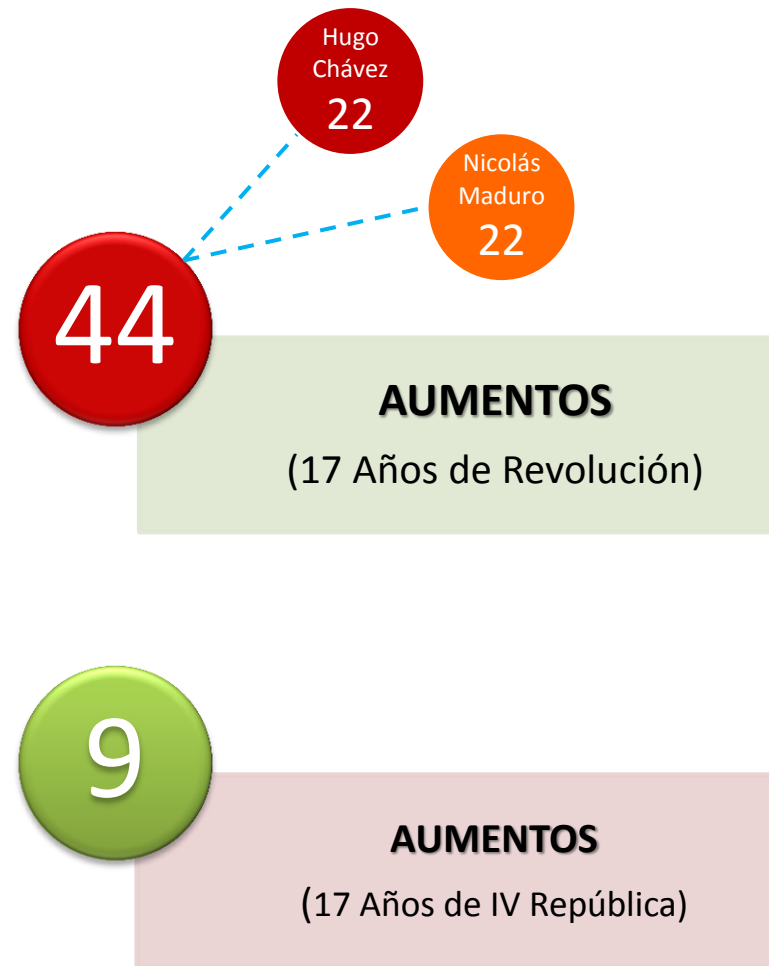 Hugo
Chávez
22
Nicolás
Maduro
22
44
AUMENTOS
(17 Años de Revolución)
9
AUMENTOS
(17 Años de IV República)